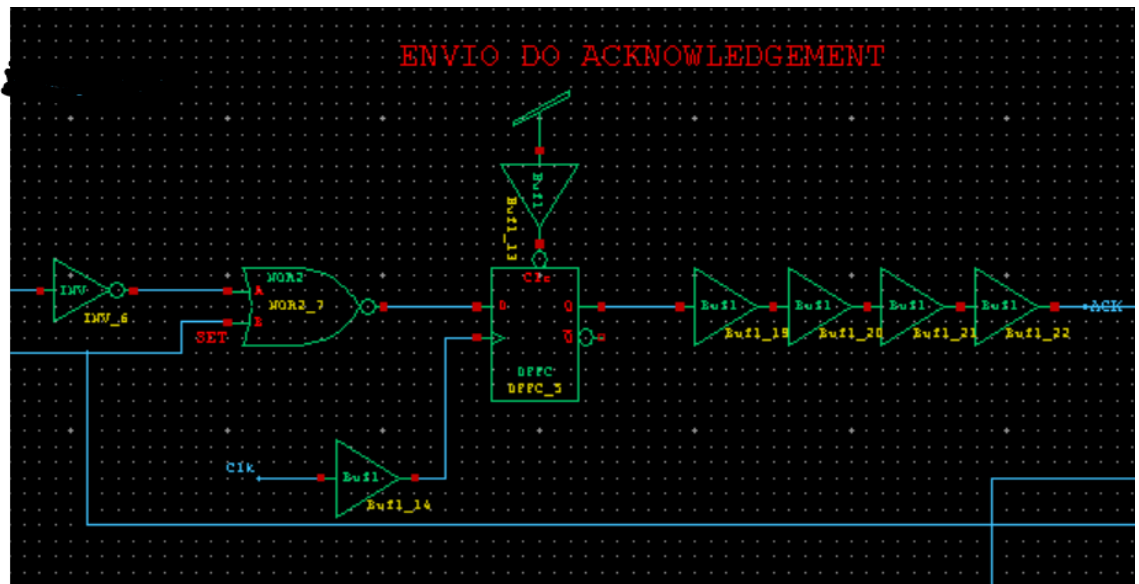 ENVIO DO ACKNOWLEDGEMENT
Buf1
Buf1_13
Clr
INV
INV_6
NOR2
A
NOR2_7
B
SET
D
Q
Q
DFFC
DFFC_3
Buf1
Buf1_19
Buf1
Buf1_20
Buf1
Buf1_21
Buf1
Buf1_22
ACK
Clk
Buf1
Buf1_14